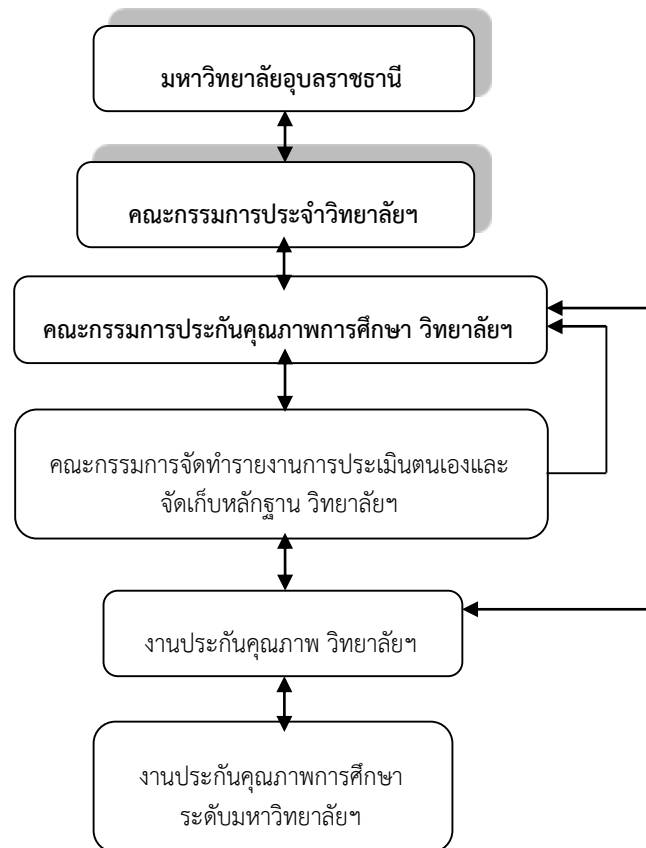 มหาวิทยาลัยอุบลราชธานี
คณะกรรมการประจำวิทยาลัยฯ
คณะกรรมการประกันคุณภาพการศึกษา วิทยาลัยฯ
คณะกรรมการจัดทำรายงานการประเมินตนเองและ
จัดเก็บหลักฐาน วิทยาลัยฯ
งานประกันคุณภาพ วิทยาลัยฯ
งานประกันคุณภาพการศึกษา
ระดับมหาวิทยาลัยฯ